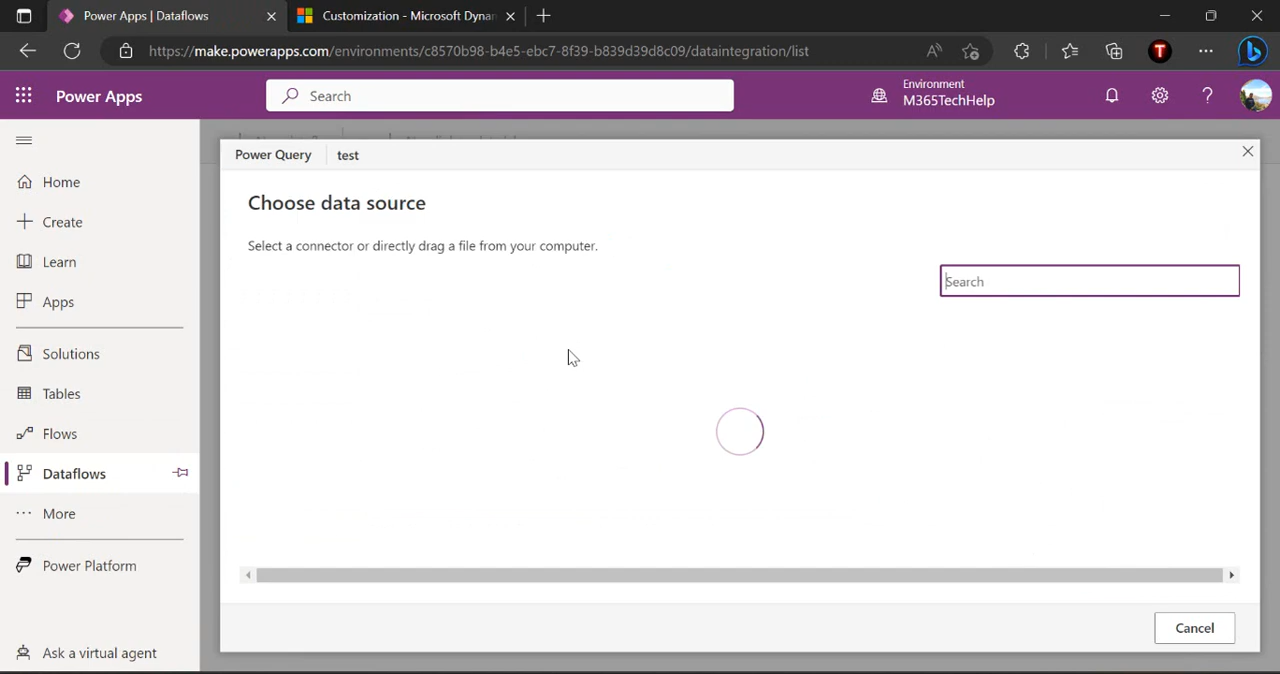 Power Apps | Dataflows
Customization - Microsoft Dynan
https://make.powerapps.com/environments/c8570b98-b4e5-ebc7-8f39-b839d39d8c09/dataintegration/list
T
Power Apps
Search
Environment
M365TechHelp
Home
Create
Learn
Apps
Solutions
Tables
Flows
Dataflows
More
Power Platform
Ask a virtual agent
Power Query
test
Choose data source
Select a connector or directly drag a file from your computer.
Search
Cancel